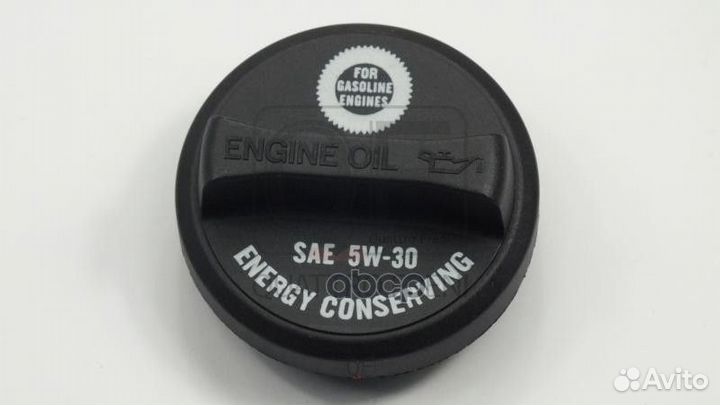 FOR
GASOLINE
ENGINES
ENGINE OIL
SAE 5W-30
ENERGY CONSERVING
Avito